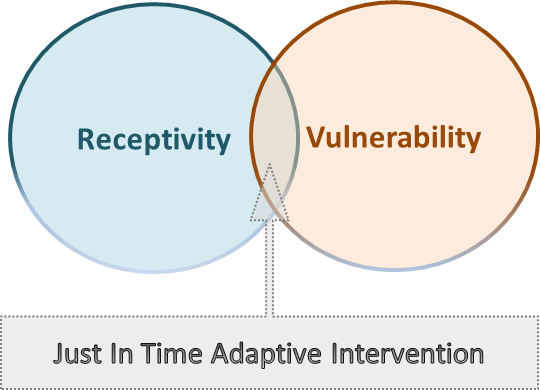 Receptivity
Vulnerability
Just In Time Adaptive Intervention